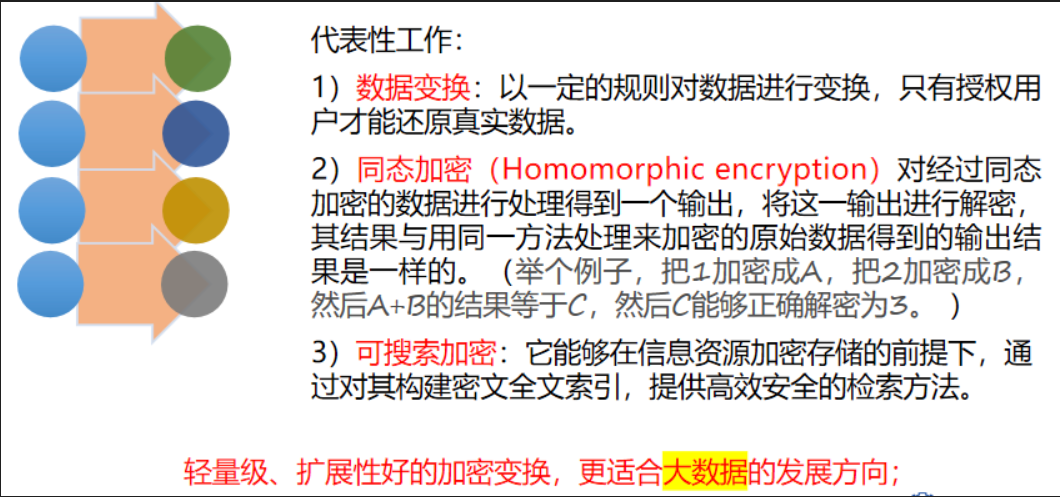 代表性工作：
1）数据变换：以一定的规则对数据进行变换，只有授权用
户才能还原真实数据。
2）同态加密（Homomorphic encryption）对经过同态
加密的数据进行处理得到一个输出，将这一输出进行解密，
其结果与用同一方法处理来加密的原始数据得到的输出结
果是一样的。（举个例子，把1加密成A，把2加密成B，
然后A+B的结果等于C，然后C能够正确解密为3。）
3）可搜索加密：它能够在信息资源加密存储的前提下，通
过对其构建密文全文索引，提供高效安全的检索方法。
轻量级、扩展性好的加密变换，更适合大数据的发展方向；